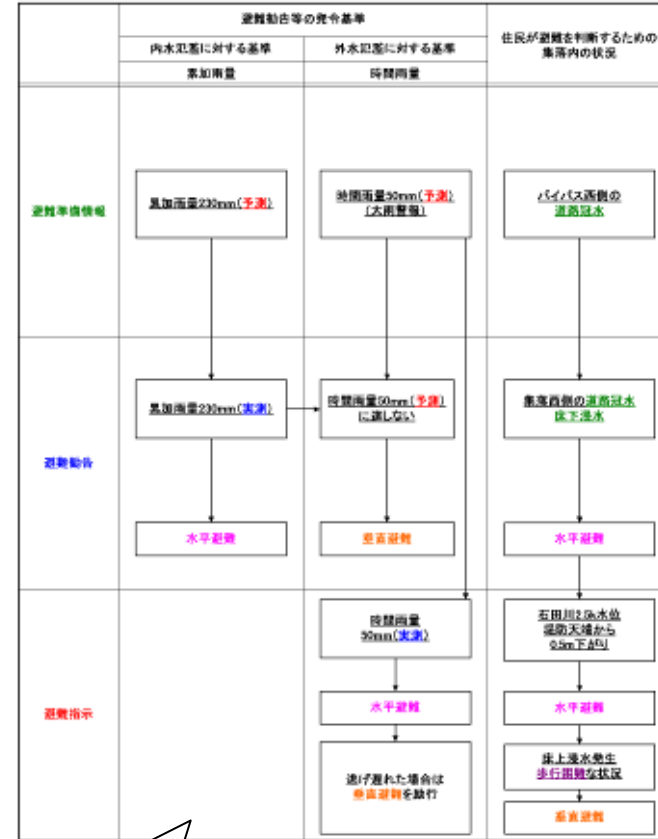 避難勧告等の発令基準
内水氾濫に対する基準
外水氾濫に対する基準
累加雨量
時間雨量
住民が避難を判断するための
集落内の状況
避難準備情報
累加雨量230mm(予測)
時間雨量50mm(予測)
(大雨警報)
バイパス西側の
道路冠水
避難勧告
累加雨量230mm(実測)
時間雨量50mm(予測)
に達しない
集落西側の道路冠水
床下浸水
水平避難
垂直避難
水平避難
避難指示
時間雨量
50mm(実測)
水平避難
逃げ遅れた場合は
垂直避難を励行
石田川2.5k水位
堤防天端から
0.5m下がり
水平避難
床上浸水発生
歩行困難な状況
垂直避難